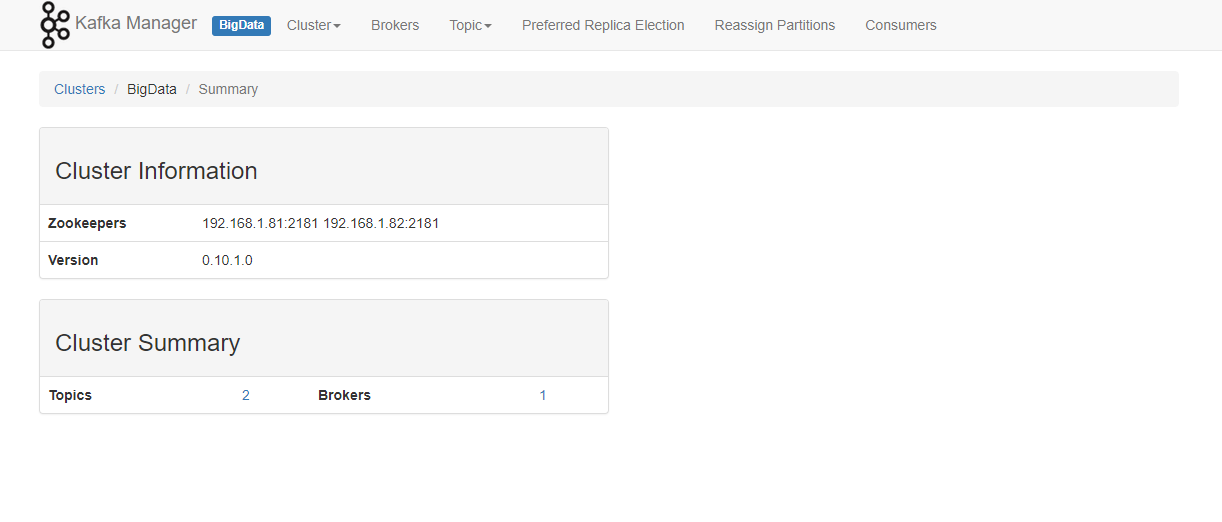 Kafka Manager BigData Cluster Brokers Topic Preferred Replica Election Reassign Partitions Consumers
Clusters / BigData / Summary
Cluster Information
Zookeepers 192.168.1.81:2181 192.168.1.82:2181
Version 0.10.1.0
Cluster Summary
Topics 2 Brokers 1